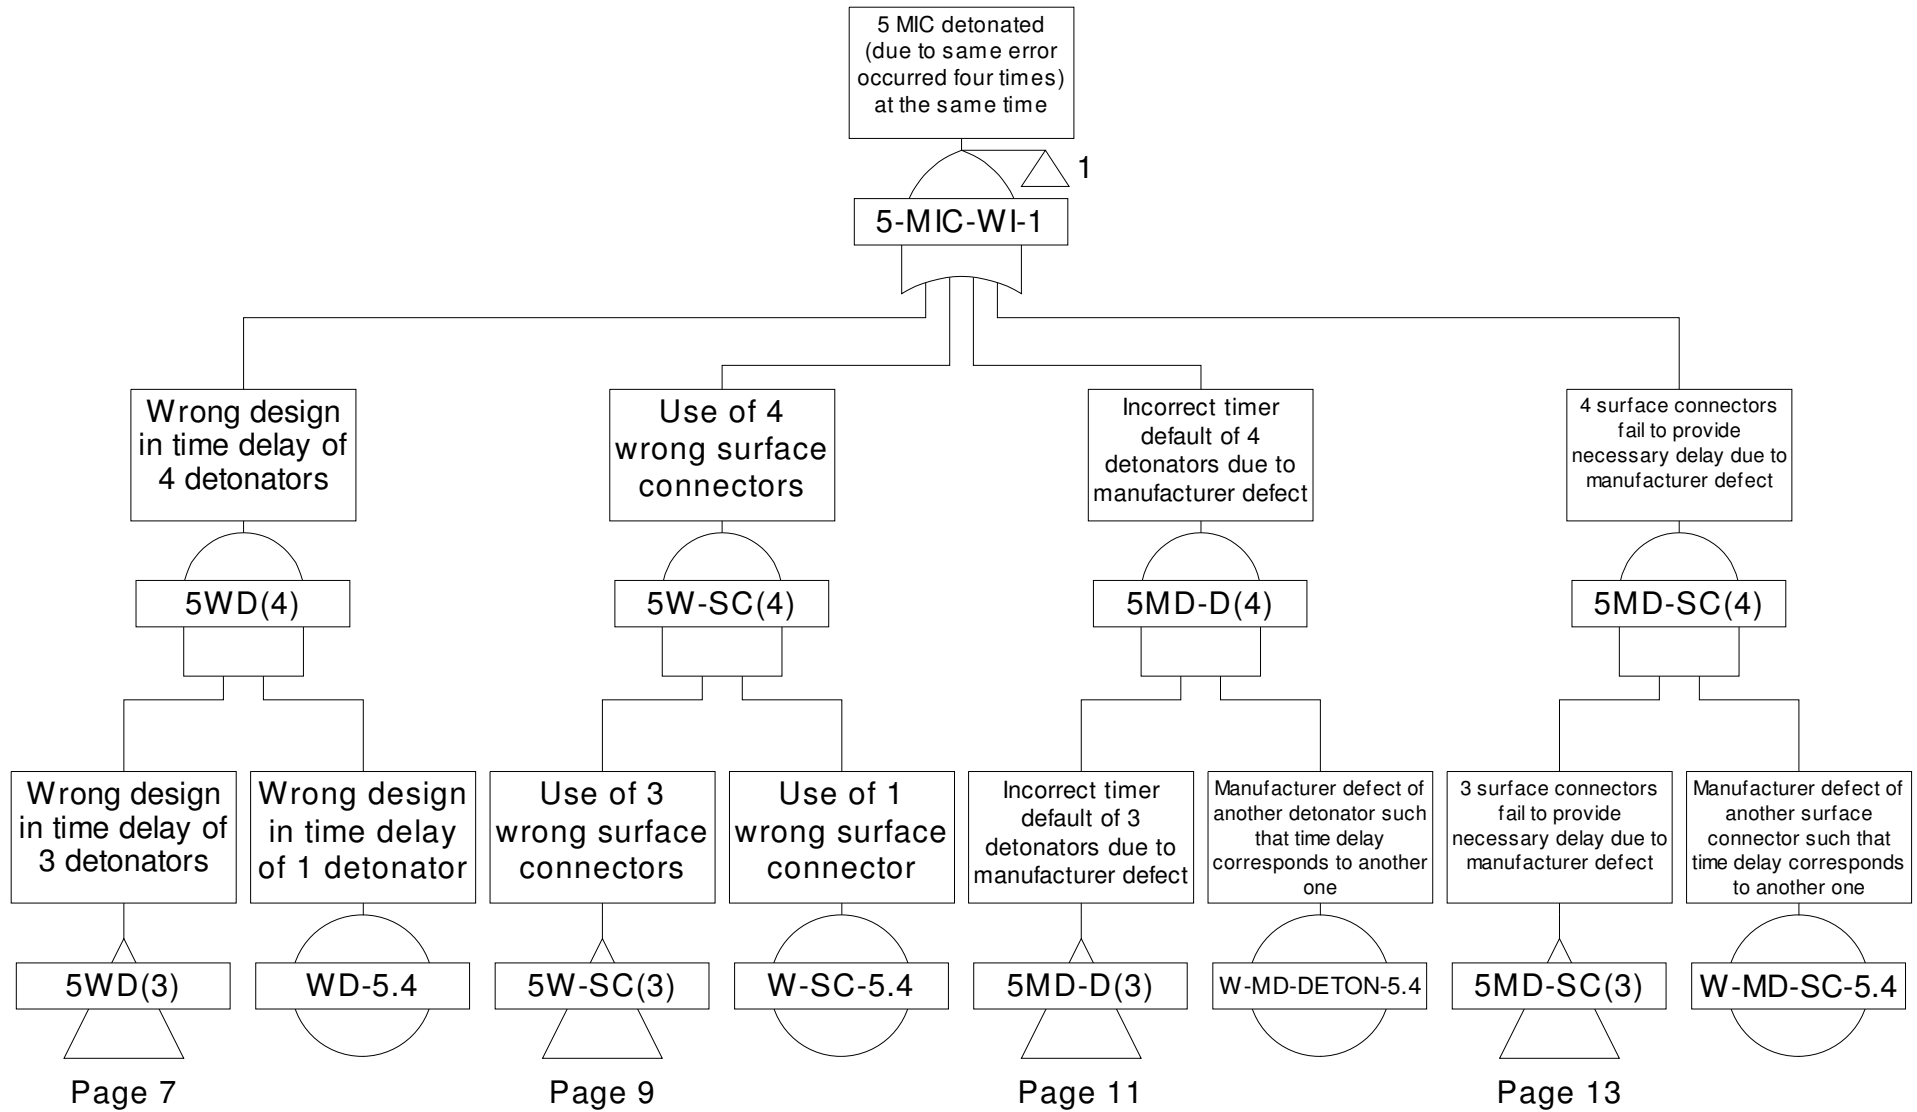 5 MIC detonated
(due to same error
occurred four times)
at the same time
1
5-MIC-WI-1
Wrong design
in time delay of
4 detonators
Use of 4
wrong surface
connectors
Incorrect timer
default of 4
detonators due to
manufacturer defect
4 surface connectors
fail to provide
necessary delay due to
manufacturer defect
5WD(4)
5W-SC(4)
5MD-D(4)
5MD-SC(4)
Wrong design
in time delay of
3 detonators
Wrong design
in time delay
of 1 detonator
Use of 3
wrong surface
connectors
Use of 1
wrong surface
connector
Incorrect timer
default of 3
detonators due to
manufacturer defect
Manufacturer defect of
another detonator such
that time delay
corresponds to another
one
3 surface connectors
fail to provide
necessary delay due to
manufacturer defect
Manufacturer defect of
another surface
connector such that
time delay corresponds
to another one
5WD(3)
WD-5.4
5W-SC(3)
W-SC-5.4
5MD-D(3)
W-MD-DETON-5.4
5MD-SC(3)
W-MD-SC-5.4
Page 7
Page 9
Page 11
Page 13